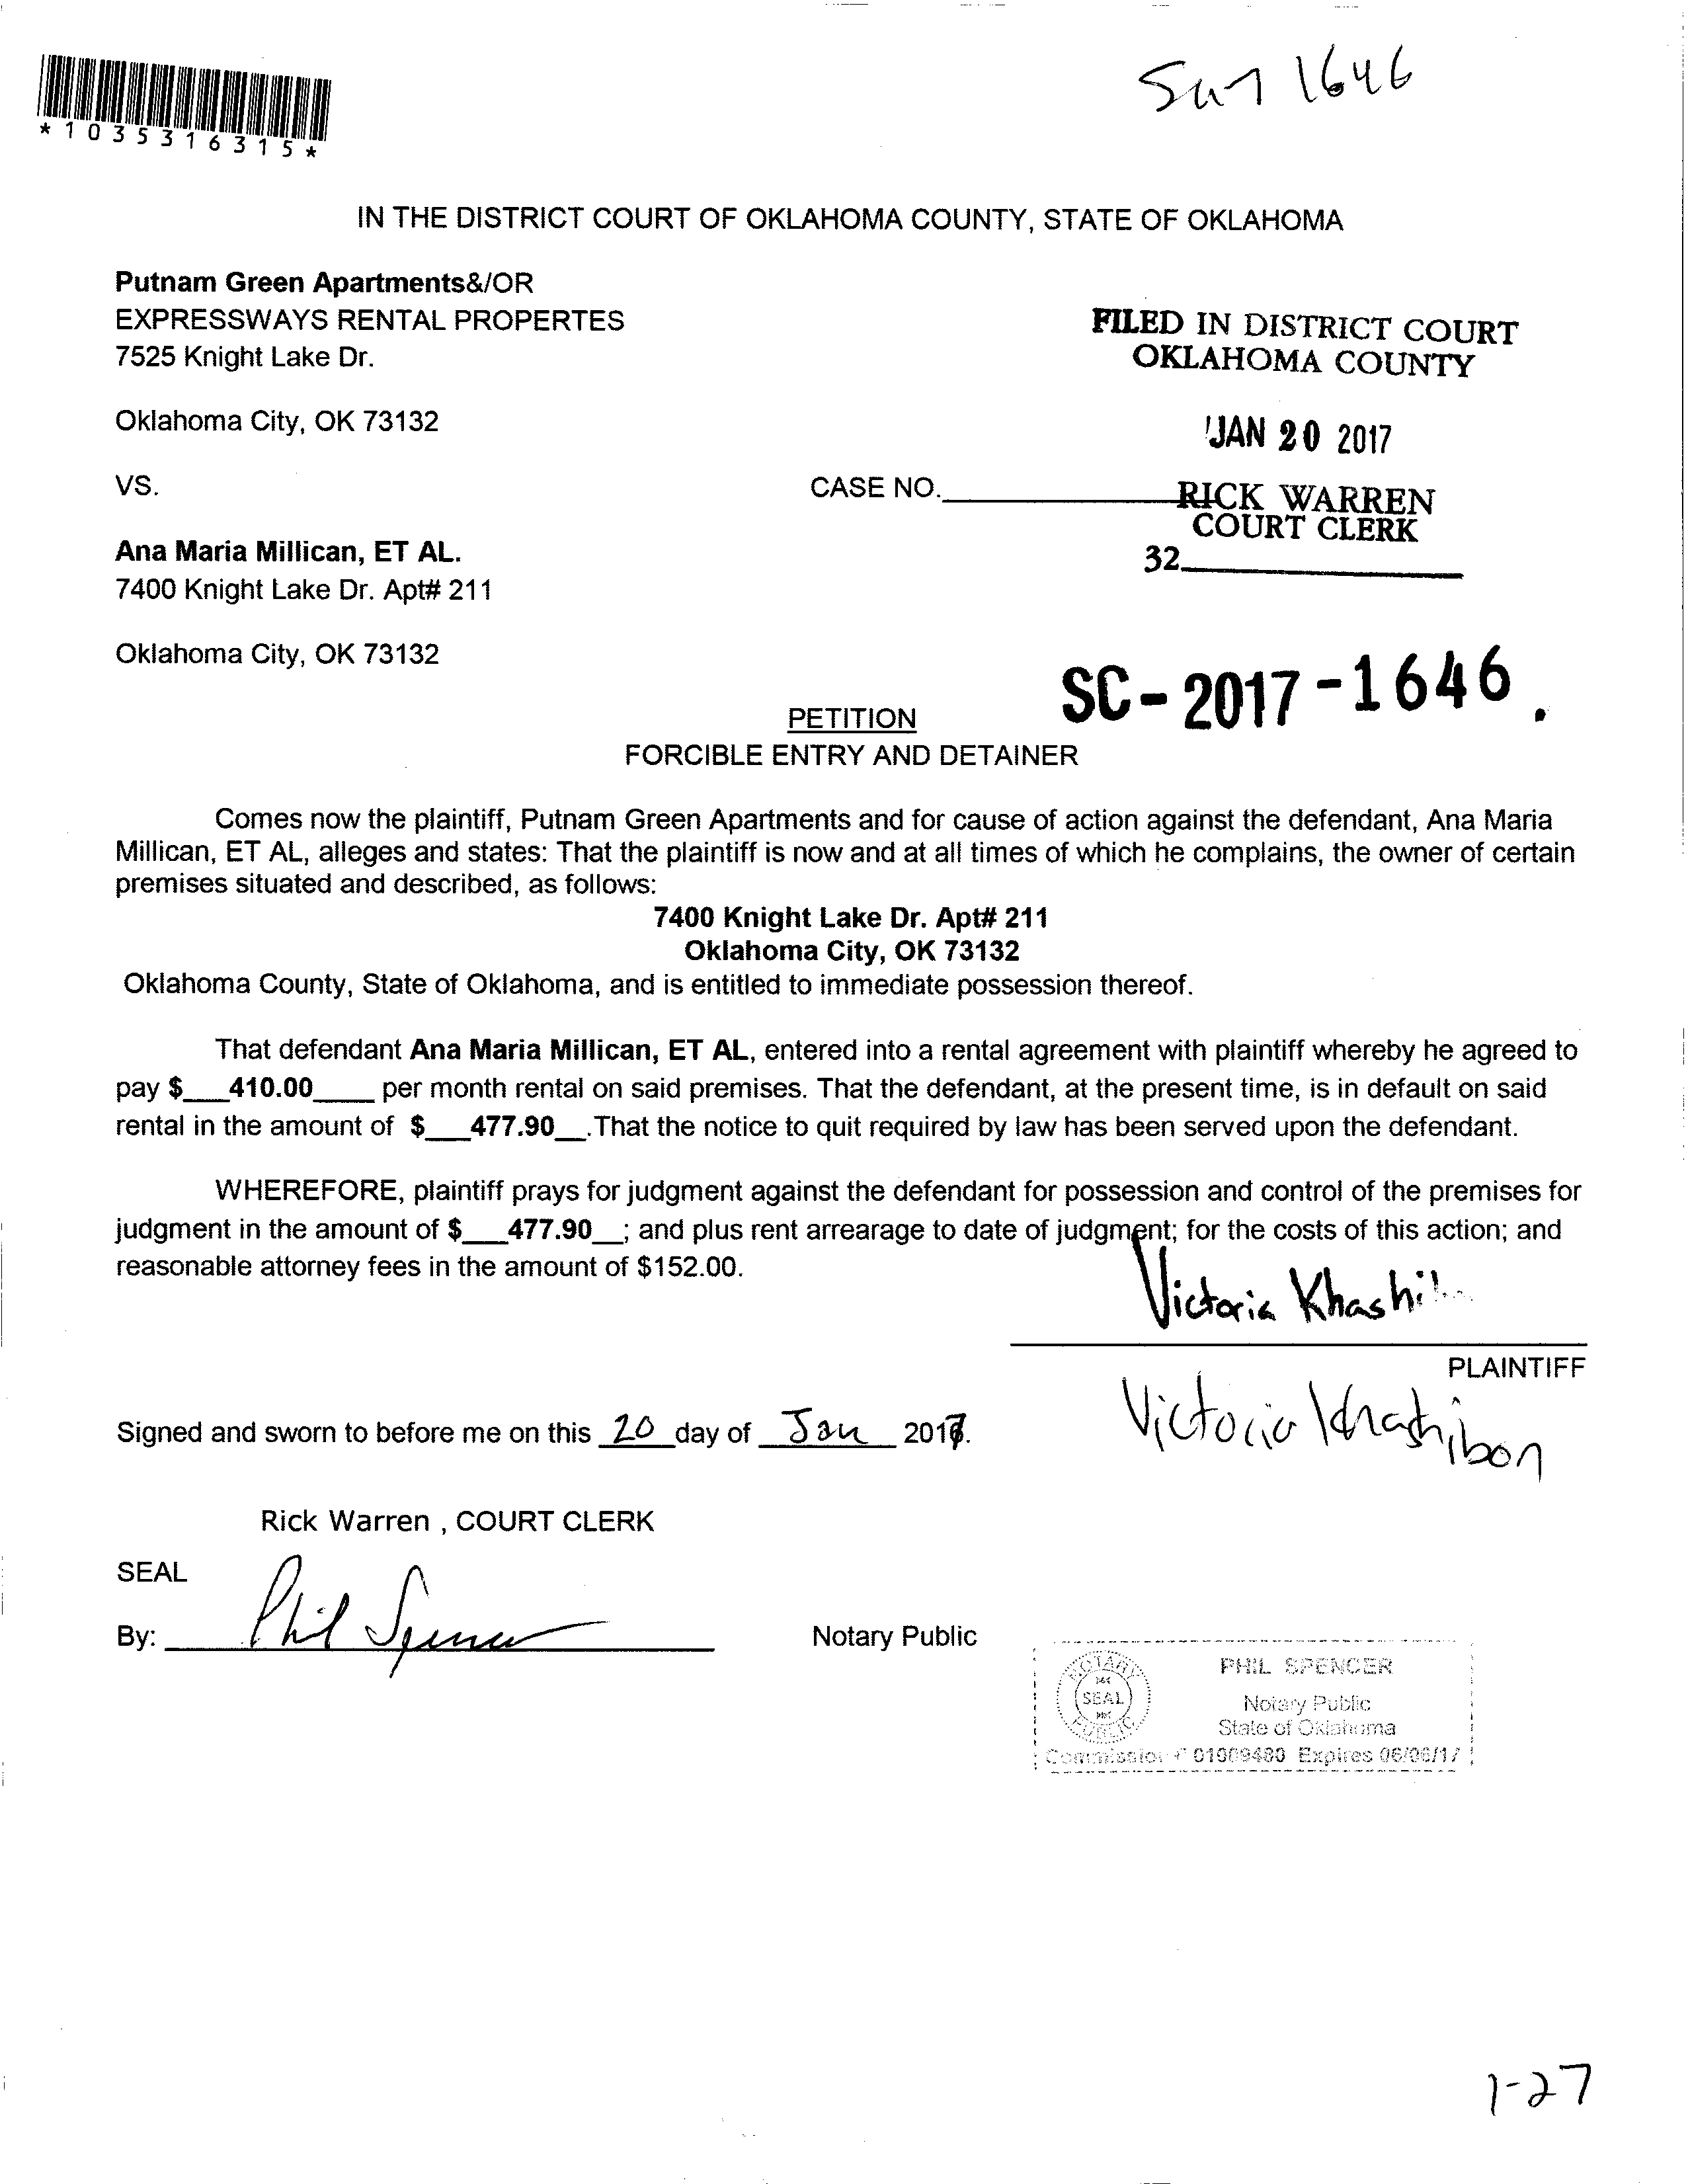 *1035316315*
1646
IN THE DISTRICT COURT OF OKLAHOMA COUNTY, STATE OF OKLAHOMA
Putnam Green Apartments&/OR
EXPRESSWAYS RENTAL PROPERTES
7525 Knight Lake Dr.
Oklahoma City, OK 73132
FILED IN DISTRICT COURT
OKLAHOMA COUNTY
JAN 20 2017
RICK WARREN
COURT CLERK
32
VS.
CASE NO.
Ana Maria Millican, ET AL.
7400 Knight Lake Dr. Apt# 211
Oklahoma City, OK 73132
SC-2017-1646.
PETITION
FORCIBLE ENTRY AND DETAINER
Comes now the plaintiff, Putnam Green Apartments and for cause of action against the defendant, Ana Maria
Millican, ET AL, alleges and states: That the plaintiff is now and at all times of which he complains, the owner of certain
premises situated and described, as follows:
7400 Knight Lake Dr. Apt# 211
Oklahoma City, OK 73132
Oklahoma County, State of Oklahoma, and is entitled to immediate possession thereof.
That defendant Ana Maria Millican, ET AL, entered into a rental agreement with plaintiff whereby he agreed to
pay $___410.00____ per month rental on said premises. That the defendant, at the present time, is in default on said
rental in the amount of $___477.90__.That the notice to quit required by law has been served upon the defendant.
WHEREFORE, plaintiff prays for judgment against the defendant for possession and control of the premises for
judgment in the amount of $___477.90__; and plus rent arrearage to date of judgment; for the costs of this action; and
reasonable attorney fees in the amount of $152.00.
Victoria
PLAINTIFF
Victoria Khashibon
Signed and sworn to before me on this 20 day of Jan 2017.
Rick Warren , COURT CLERK
SEAL
By: Phil Spencer
Notary Public
NOTARY
SEAL
PUBLIC
PHIL SPENCER
Notary Public
State of Oklahoma
Commission # 01009480 Expires 06/06/17
1-27